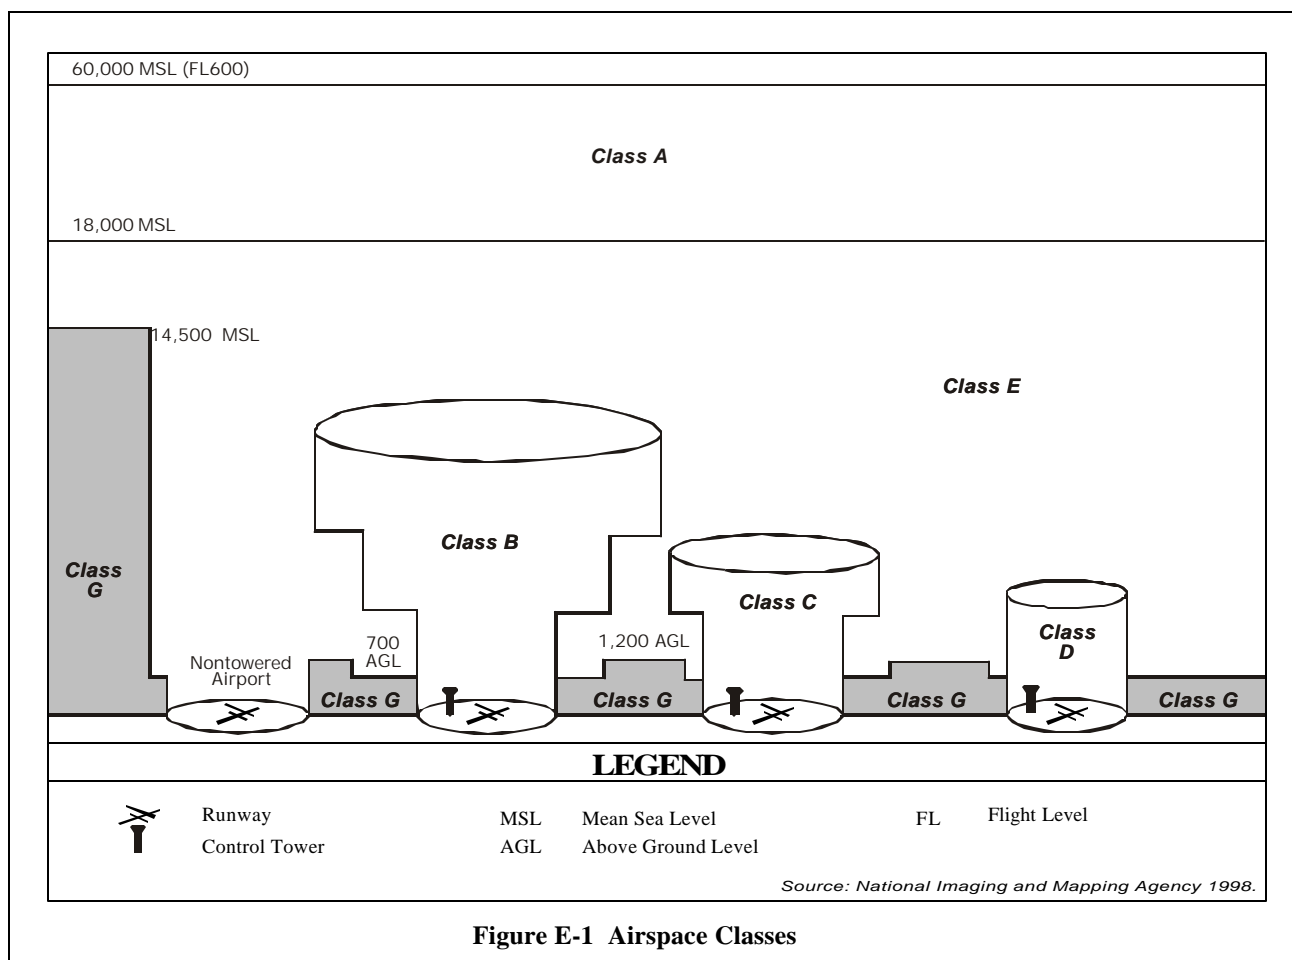 60,000 MSL (FL600)
Class A
18,000 MSL
14,500 MSL
Class E
Class B
Class
G
Class C
Class
D
1,200 AGL
700
AGL
Nontowered
Airport
Class G
Class G
Class G
Class G
LEGEND
Runway
Control Tower
MSL Mean Sea Level
AGL Above Ground Level
FL Flight Level
Source: National Imaging and Mapping Agency 1998.
Figure E-1 Airspace Classes